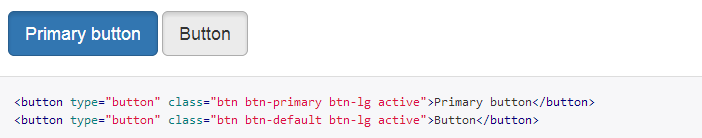 Primary button Button
<button type="button" class="btn btn-primary btn-lg active">Primary button</button>
<button type="button" class="btn btn-default btn-lg active">Button</button>